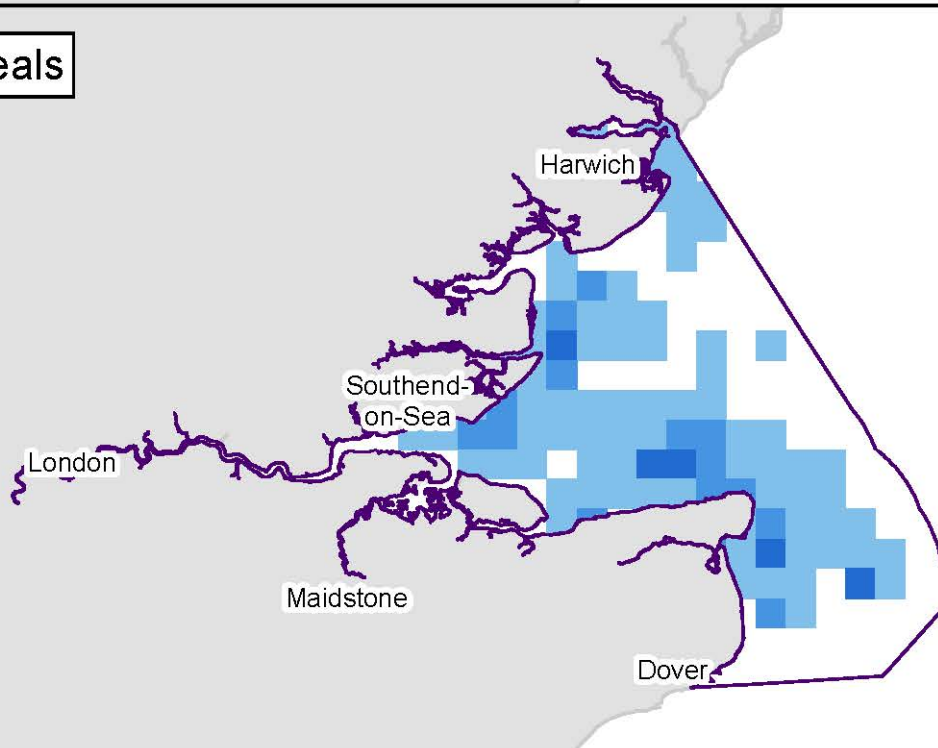 eals
Harwich
Southend-
on-Sea
London
Maidstone
Dover